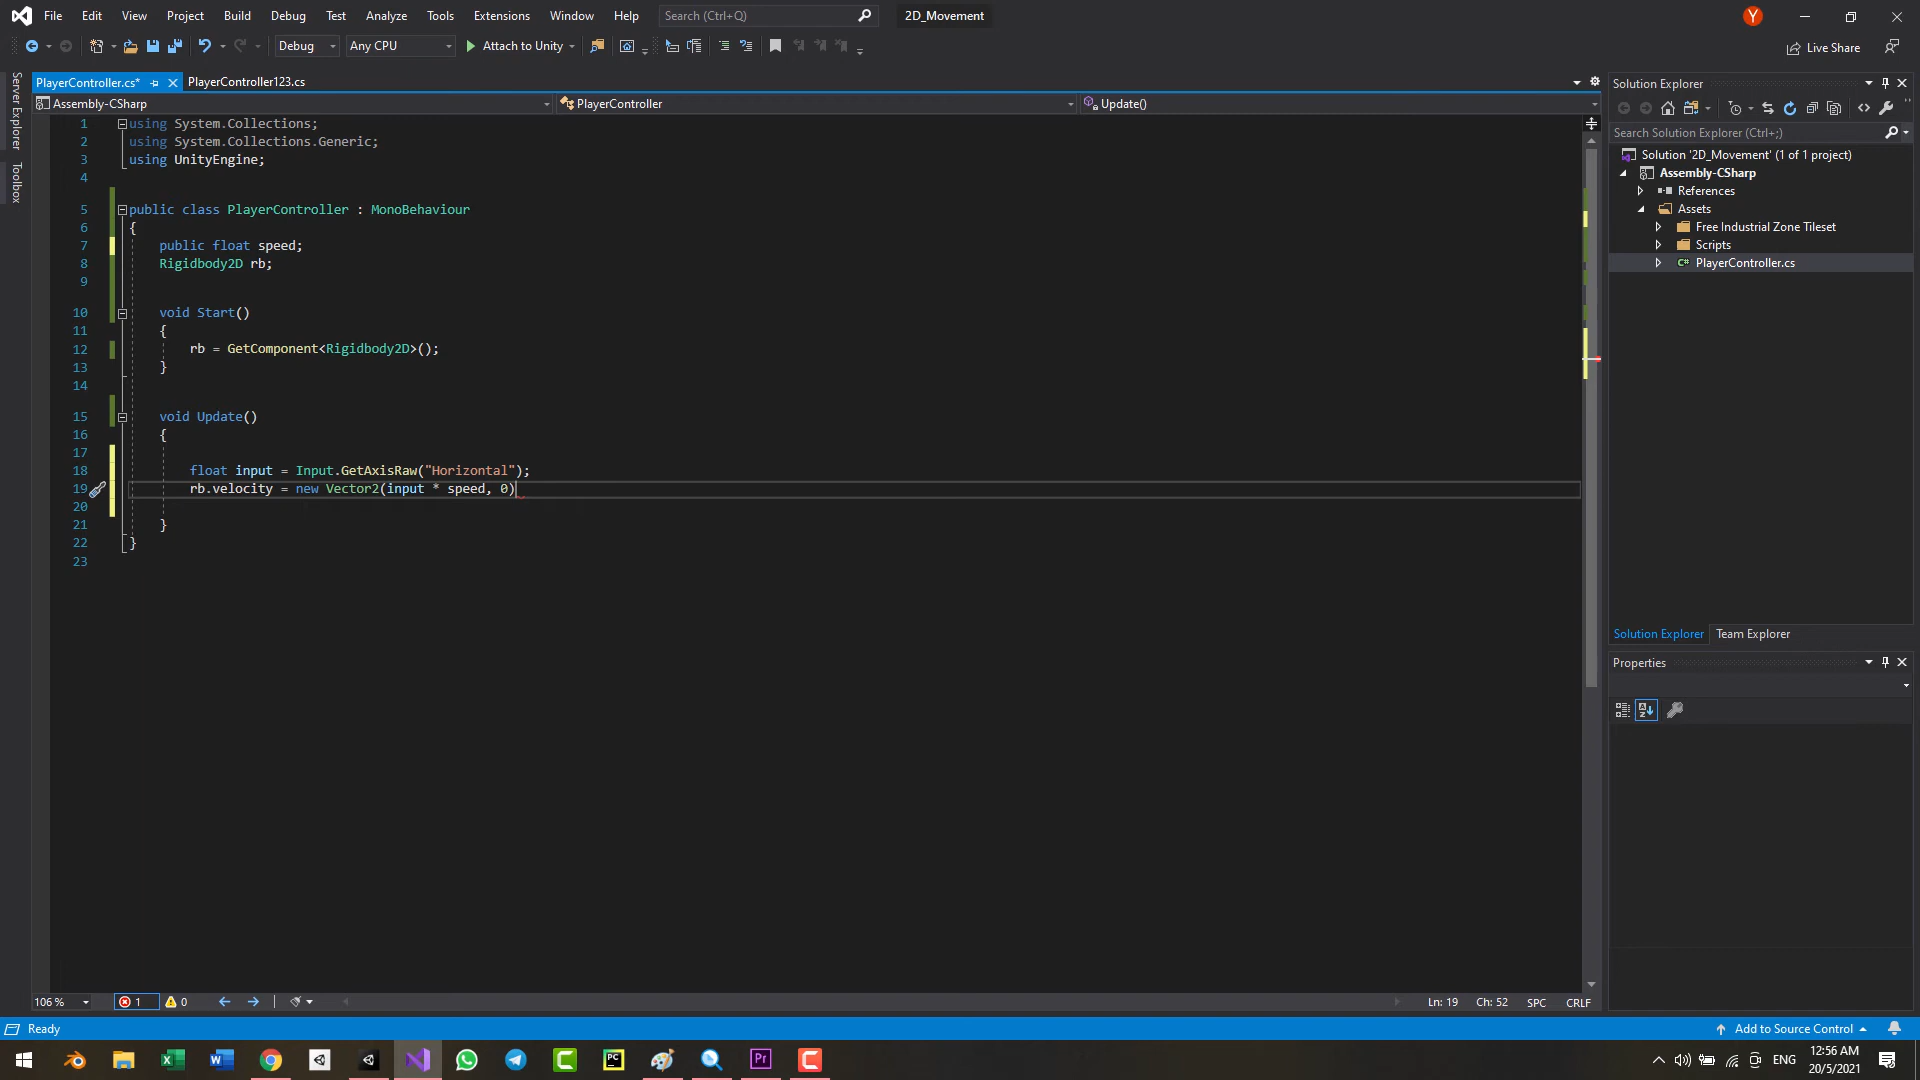 File Edit View Project Build Debug Test Analyze Tools Extensions Window Help Search (Ctrl+Q) 2D_Movement Y
Debug Any CPU Attach to Unity Live Share
Server Explorer
Toolbox
PlayerController.cs* PlayerController123.cs
Assembly-CSharp PlayerController Update()
1 using System.Collections;
2 using System.Collections.Generic;
3 using UnityEngine;
4
5 public class PlayerController : MonoBehaviour
6 {
7 public float speed;
8 Rigidbody2D rb;
9
10 void Start()
11 {
12 rb = GetComponent<Rigidbody2D>();
13 }
14
15 void Update()
16 {
17
18 float input = Input.GetAxisRaw("Horizontal");
19 rb.velocity = new Vector2(input * speed, 0)
20
21 }
22 }
23
106 % 1 0 Ln: 19 Ch: 52 SPC CRLF
Solution Explorer
Search Solution Explorer (Ctrl+;)
Solution '2D_Movement' (1 of 1 project)
Assembly-CSharp
References
Assets
Free Industrial Zone Tileset
Scripts
C# PlayerController.cs
Solution Explorer Team Explorer
Properties
Ready Add to Source Control
W PC Pr ENG 12:56 AM
20/5/2021